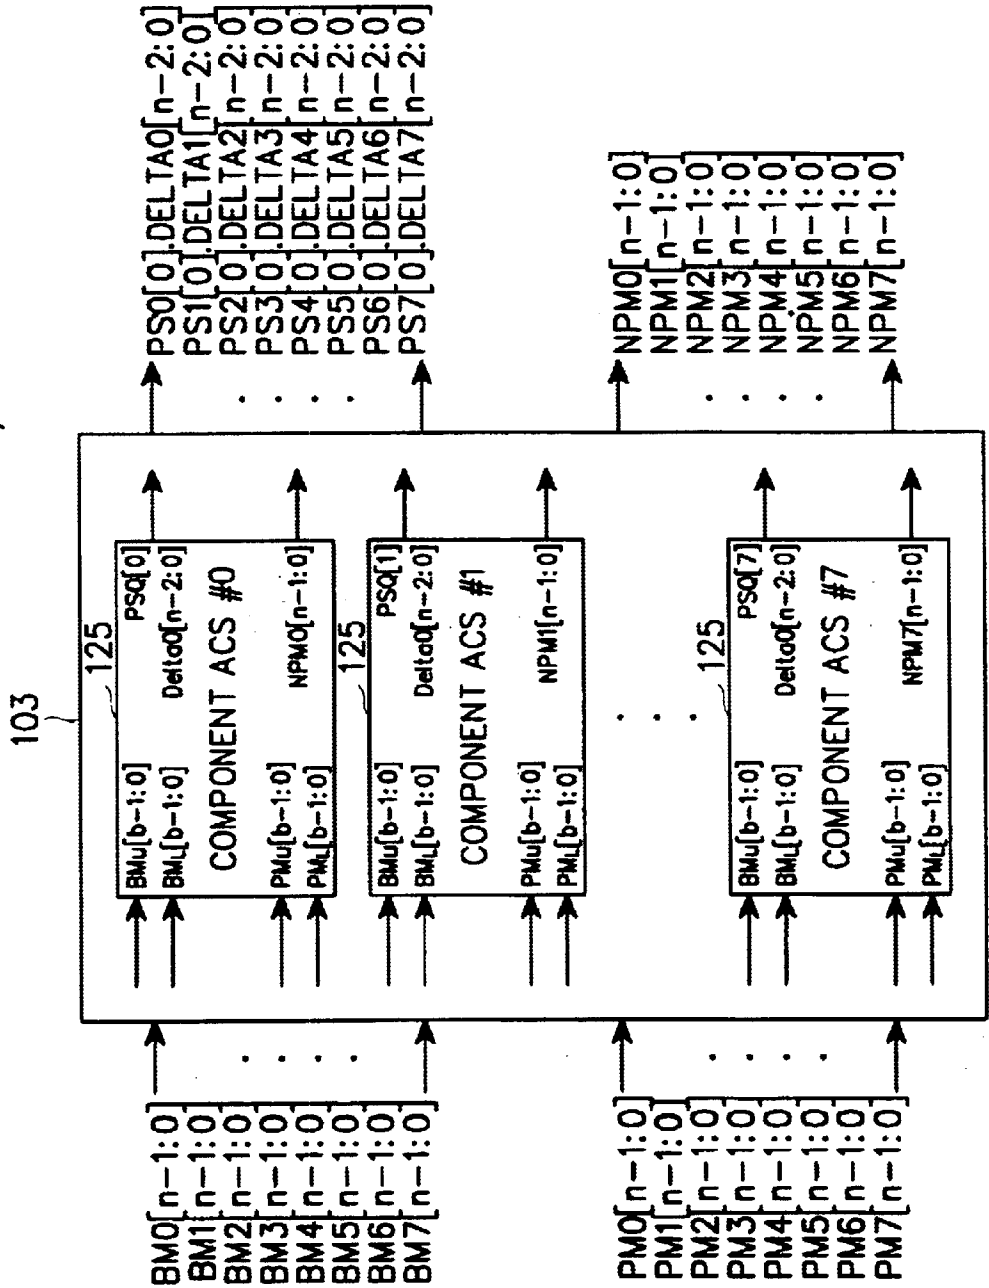 103
BM0[n-1:0]
BM1[n-1:0]
BM2[n-1:0]
BM3[n-1:0]
BM4[n-1:0]
BM5[n-1:0]
BM6[n-1:0]
BM7[n-1:0]
PM0[n-1:0]
PM1[n-1:0]
PM2[n-1:0]
PM3[n-1:0]
PM4[n-1:0]
PM5[n-1:0]
PM6[n-1:0]
PM7[n-1:0]
125
BMu[b-1:0] PS0[0]
BML[b-1:0] Delta0[n-2:0]
COMPONENT ACS #0
PMu[b-1:0] NPM0[n-1:0]
PML[b-1:0]
125
BMu[b-1:0] PS0[1]
BML[b-1:0] Delta0[n-2:0]
COMPONENT ACS #1
PMu[b-1:0] NPM1[n-1:0]
PML[b-1:0]
125
BMu[b-1:0] PS0[7]
BML[b-1:0] Delta0[n-2:0]
COMPONENT ACS #7
PMu[b-1:0] NPM7[n-1:0]
PML[b-1:0]
PS0[0].DELTA0[n-2:0]
PS1[0].DELTA1[n-2:0]
PS2[0].DELTA2[n-2:0]
PS3[0].DELTA3[n-2:0]
PS4[0].DELTA4[n-2:0]
PS5[0].DELTA5[n-2:0]
PS6[0].DELTA6[n-2:0]
PS7[0].DELTA7[n-2:0]
NPM0[n-1:0]
NPM1[n-1:0]
NPM2[n-1:0]
NPM3[n-1:0]
NPM4[n-1:0]
NPM5[n-1:0]
NPM6[n-1:0]
NPM7[n-1:0]